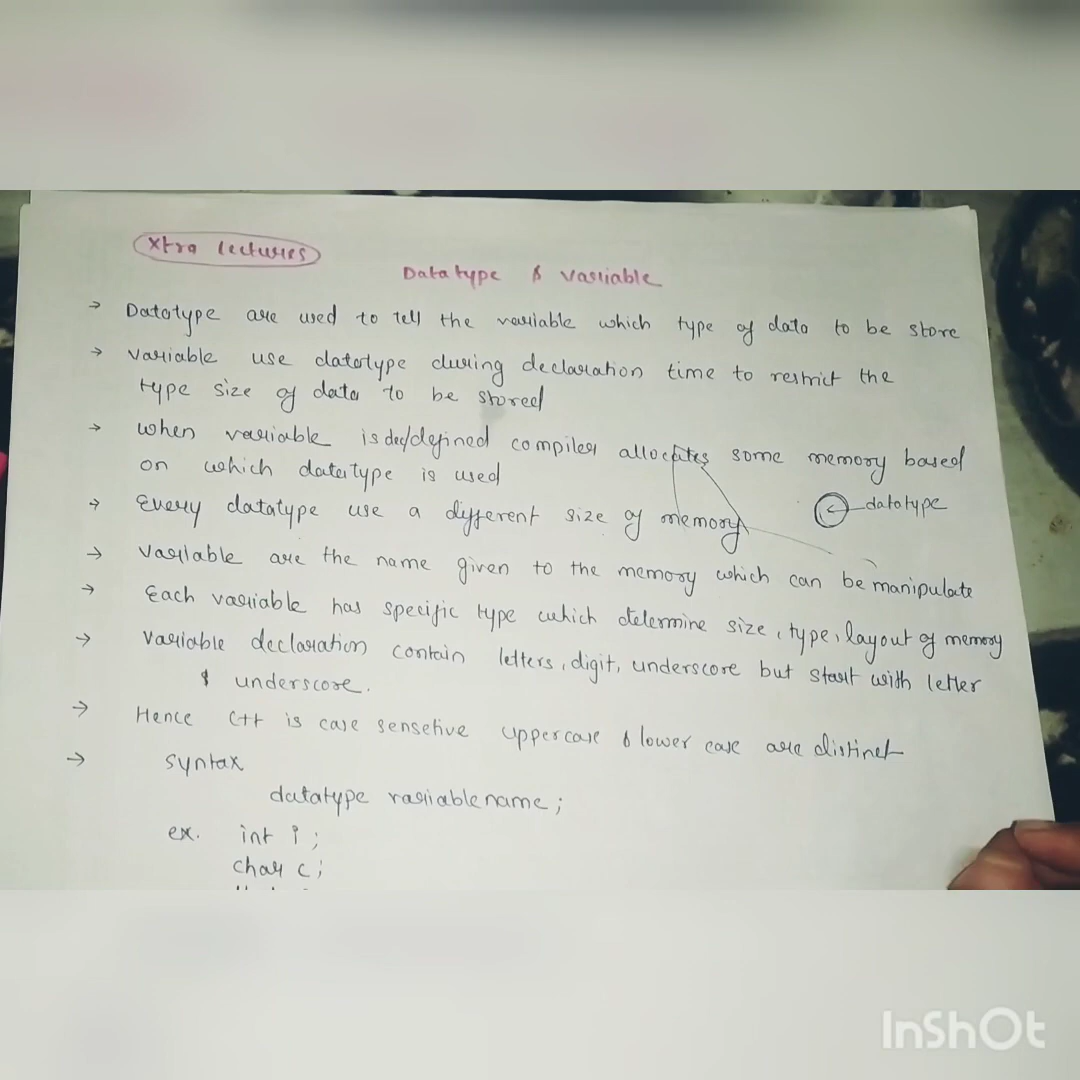 Xtra lectures
Datatype & variable
→ Datatype are used to tell the variable which type of data to be store
→ variable use datatype during declaration time to restrict the
type size of data to be stored
→ when variable is dec/defined compiler allocates some memory based
on which datatype is used
→ Every datatype use a different size of memory
datatype
→ variable are the name given to the memory which can be manipulate
→ Each variable has specific type which determine size, type, layout of memory
→ variable declaration contain letters, digit, underscore but start with letter
& underscore.
→ Hence C++ is case sensetive uppercase & lower case are distinct
→ syntax
datatype variable name;
ex. int i;
char c;
InShOt